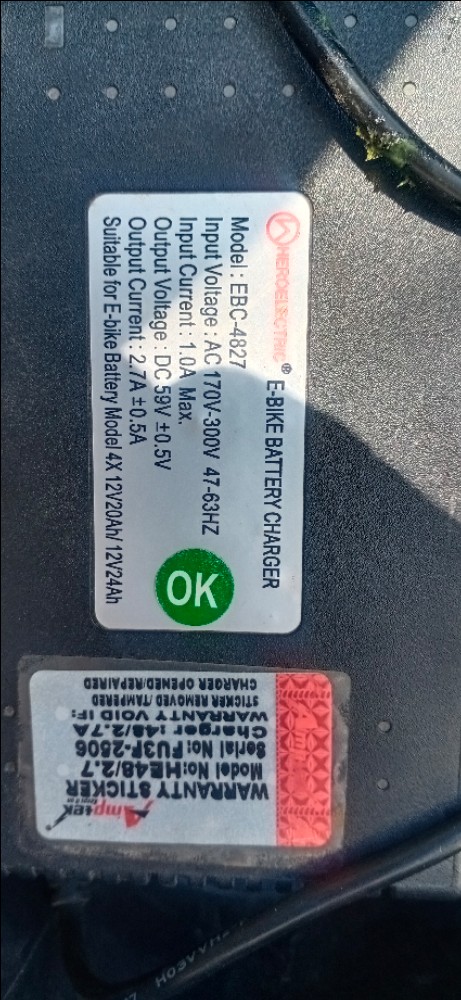 HEROELECTRIC® E-BIKE BATTERY CHARGER
Model : EBC-4827
Input Voltage : AC 170V-300V 47-63HZ
Input Current : 1.0A Max.
Output Voltage : DC 59V ±0.5V
Output Current : 2.7A ±0.5A
Suitable for E-bike Battery Model 4X 12V20Ah/ 12V24Ah
OK
Amptek
WARRANTY STICKER
Model No:HE48/2.7
Serial No: FU3F-2506
Charger :48/2.7A
WARRANTY VOID IF:
STICKER REMOVED /TAMPERED
CHARGER OPENED/REPAIRED